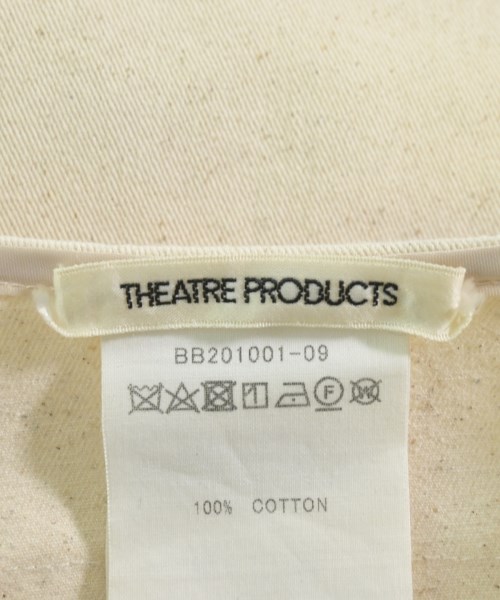 THEATRE PRODUCTS
BB201001-09
F W
100% COTTON